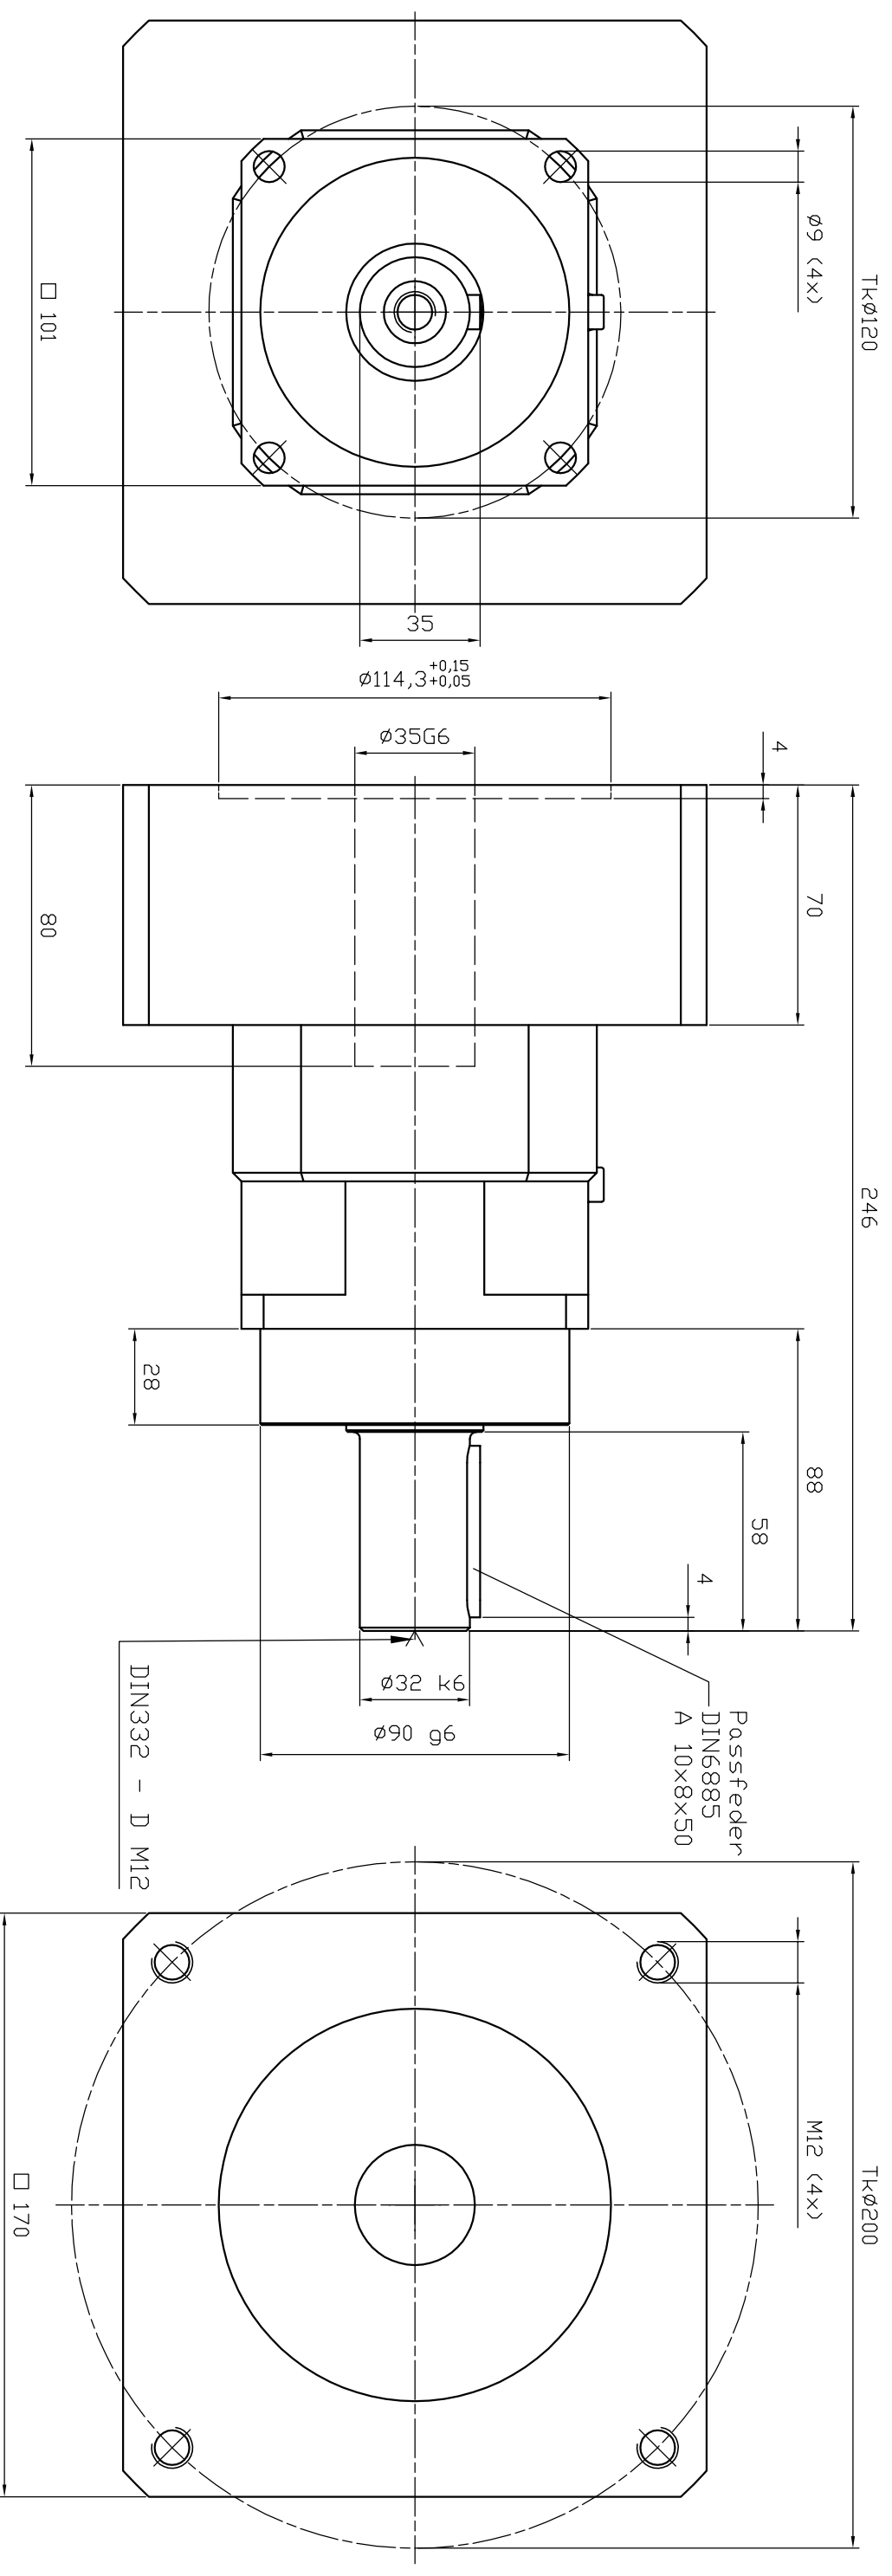 TkØ120
Ø9 (4x)
□ 101
35
Ø114,3 +0,15 +0,05
Ø35G6
4
70
80
246
28
88
58
4
Ø32 k6
Ø90 g6
Passfeder
DIN6885
A 10x8x50
DIN332 - D M12
TkØ200
M12 (4x)
□ 170